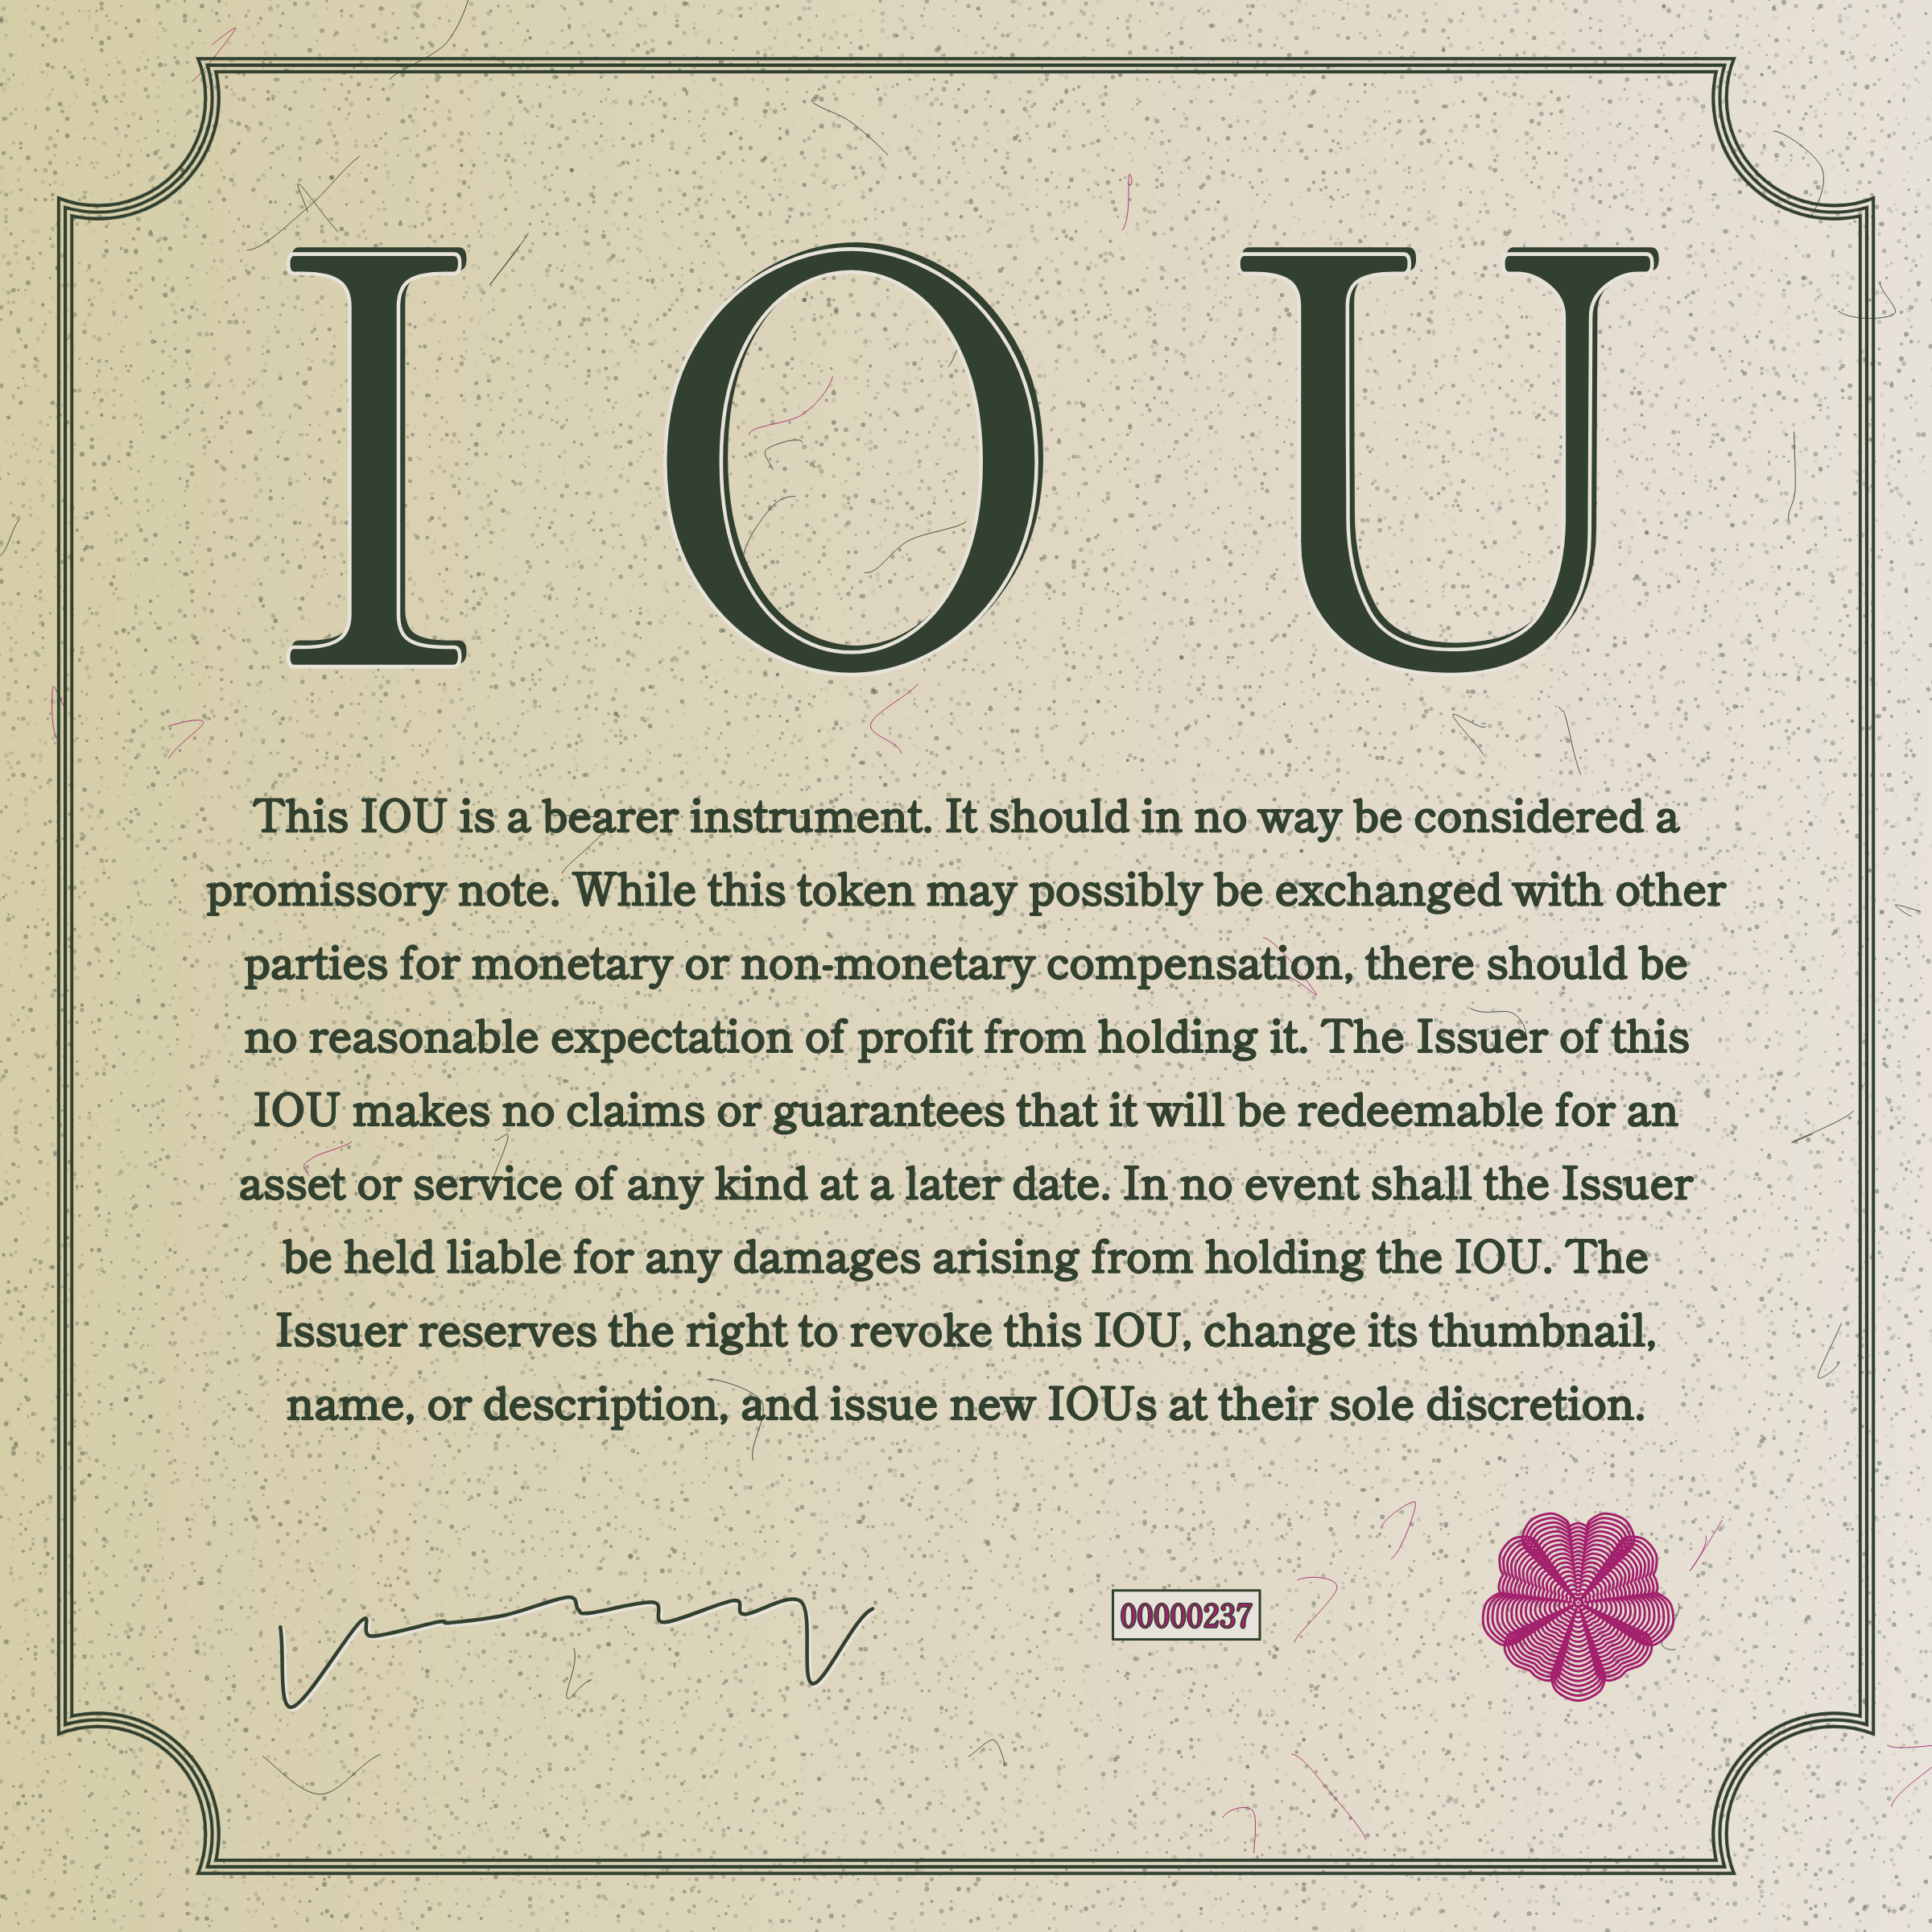 I O U
This IOU is a bearer instrument. It should in no way be considered a
promissory note. While this token may possibly be exchanged with other
parties for monetary or non-monetary compensation, there should be
no reasonable expectation of profit from holding it. The Issuer of this
IOU makes no claims or guarantees that it will be redeemable for an
asset or service of any kind at a later date. In no event shall the Issuer
be held liable for any damages arising from holding the IOU. The
Issuer reserves the right to revoke this IOU, change its thumbnail,
name, or description, and issue new IOUs at their sole discretion.
00000237